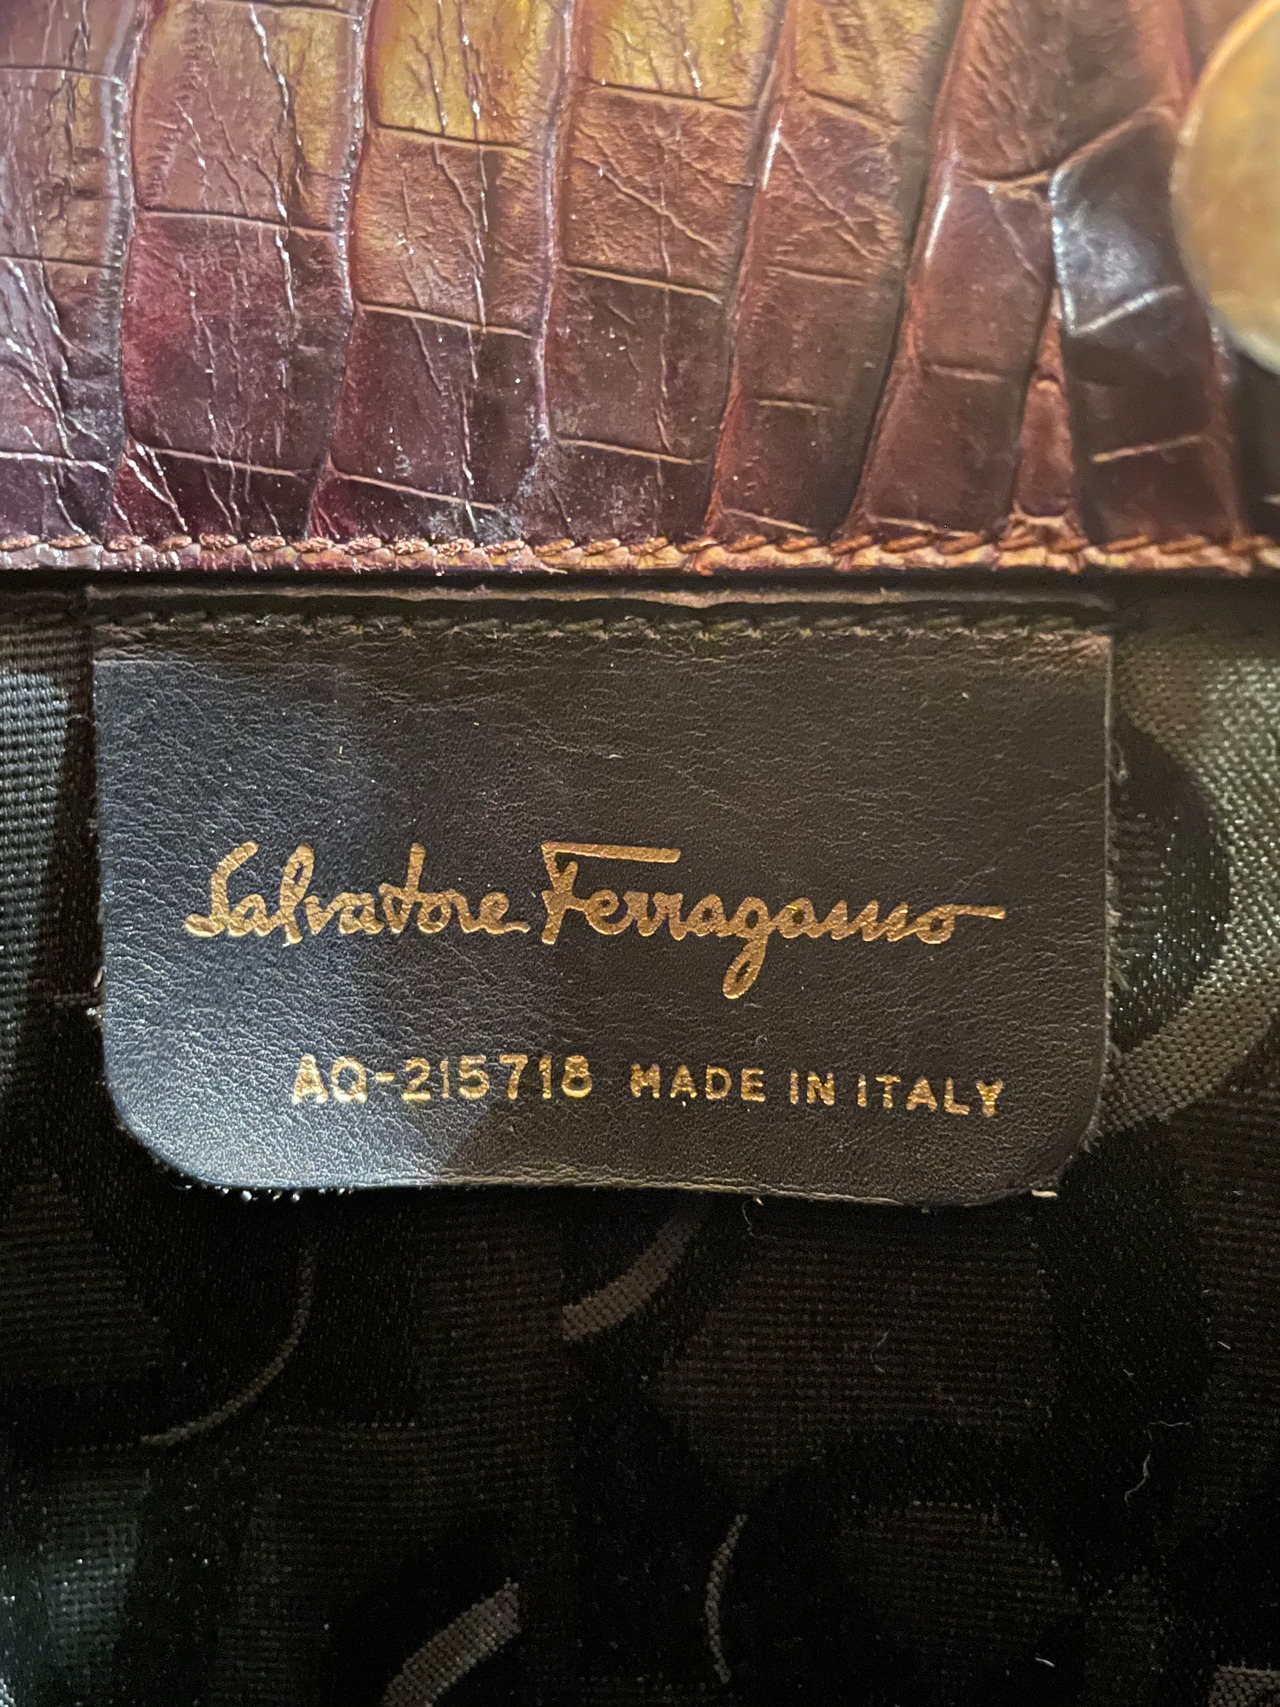 Salvatore Ferragamo
AQ-215718 MADE IN ITALY